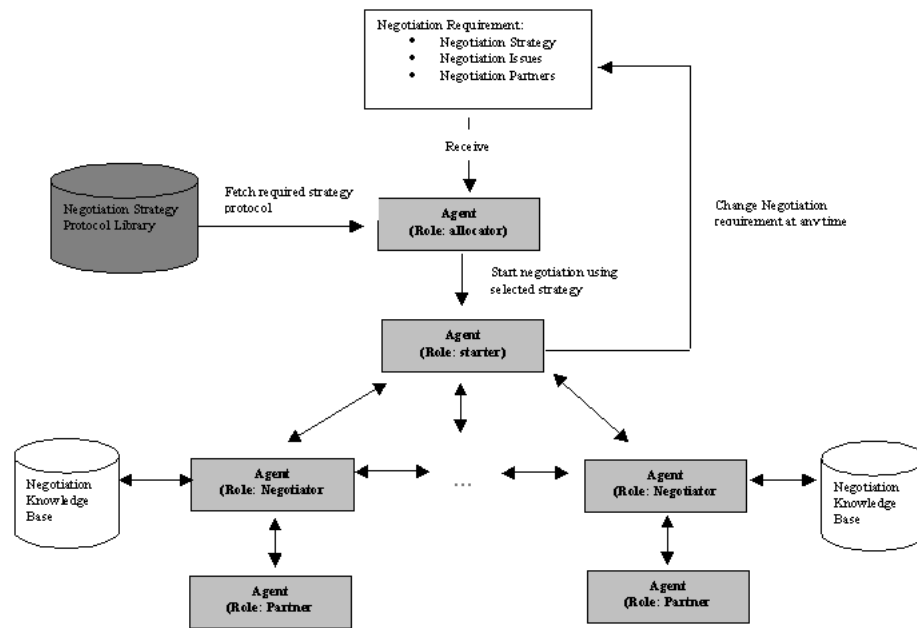 Negotiation Requirement:
• Negotiation Strategy
• Negotiation Issues
• Negotiation Partners
Receive
Fetch required strategy
protocol
Negotiation Strategy
Protocol Library
Agent
(Role: allocator)
Change Negotiation
requirement at anytime
Start negotiation using
selected strategy
Agent
(Role: starter)
Negotiation
Knowledge
Base
Agent
(Role: Negotiator
...
Agent
(Role: Negotiator
Negotiation
Knowledge
Base
Agent
(Role: Partner
Agent
(Role: Partner